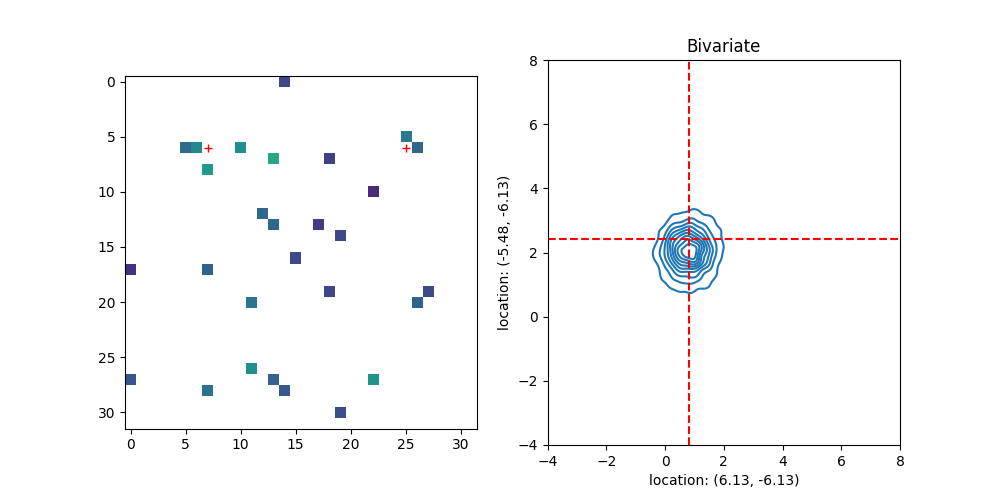 Bivariate
0
5
10
15
20
25
30
0 5 10 15 20 25 30
location: (-5.48, -6.13)
8
6
4
2
0
−2
−4
−4 −2 0 2 4 6 8
location: (6.13, -6.13)